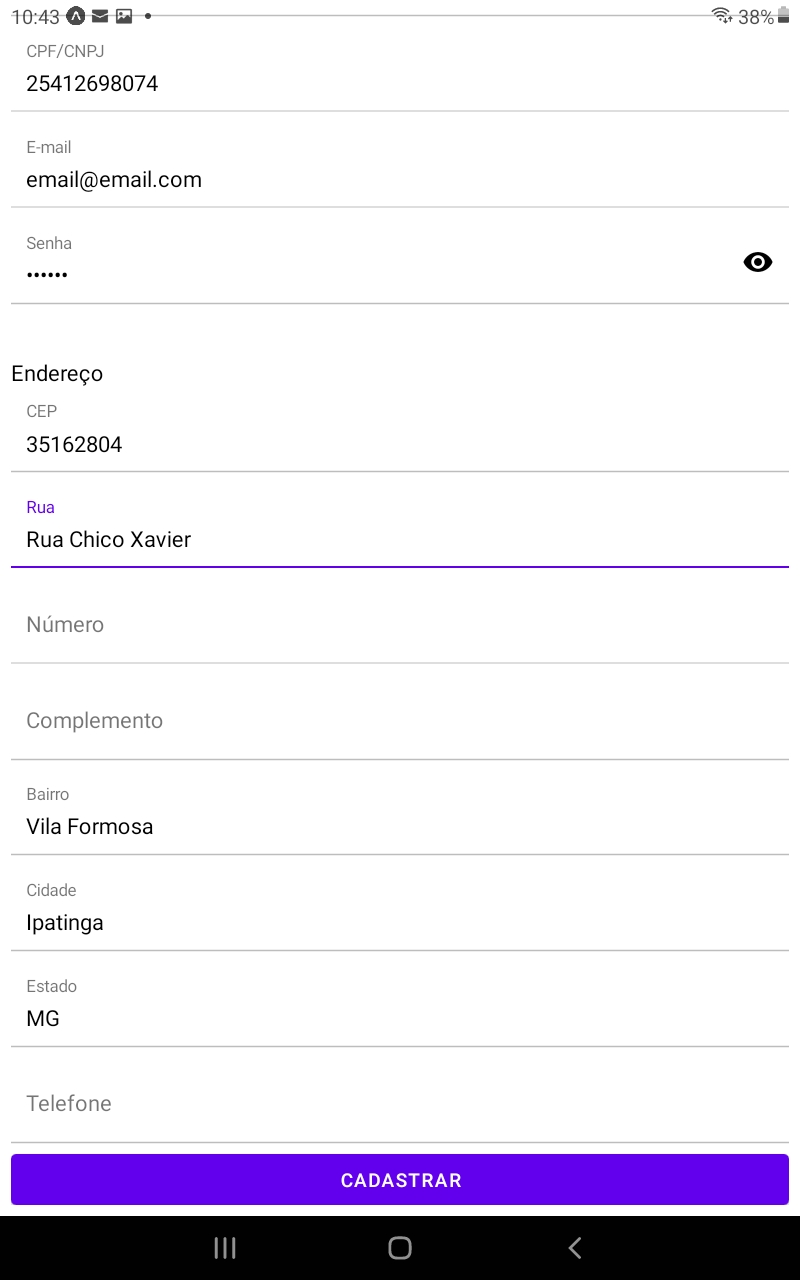 10:43
38%
CPF/CNPJ
25412698074
E-mail
email@email.com
Senha
••••••
Endereço
CEP
35162804
Rua
Rua Chico Xavier
Número
Complemento
Bairro
Vila Formosa
Cidade
Ipatinga
Estado
MG
Telefone
CADASTRAR